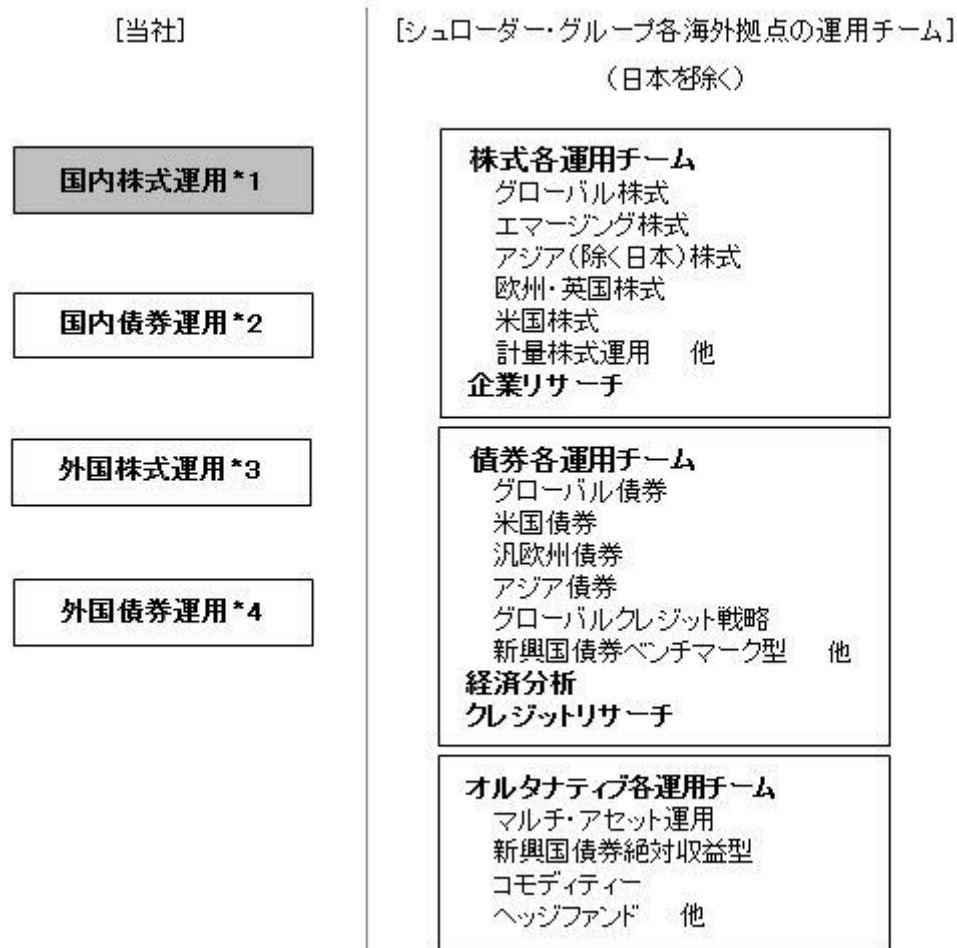 [当社]
国内株式運用*1
国内債券運用*2
外国株式運用*3
外国債券運用*4
[シュローダー・グループ各海外拠点の運用チーム]
(日本を除く)
株式各運用チーム
グローバル株式
エマージング株式
アジア(除く日本)株式
欧州・英国株式
米国株式
計量株式運用 他
企業リサーチ
債券各運用チーム
グローバル債券
米国債券
汎欧州債券
アジア債券
グローバルクレジット戦略
新興国債券ベンチマーク型 他
経済分析
クレジットリサーチ
オルタナティブ各運用チーム
マルチ・アセット運用
新興国債券絶対収益型
コモディティー
ヘッジファンド 他